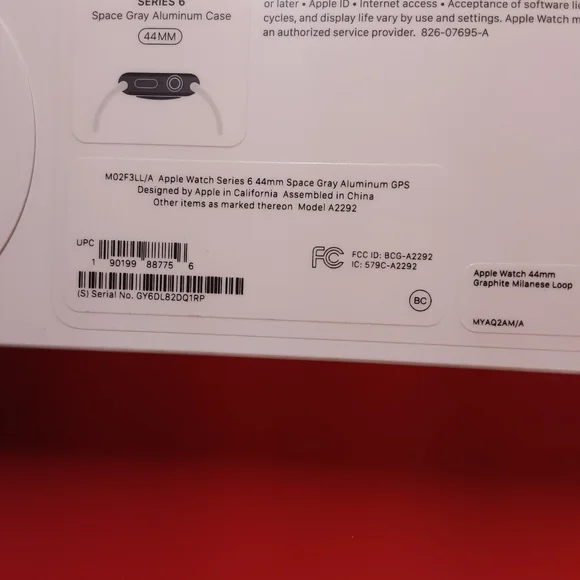 SERIES 6
Space Gray Aluminum Case
44MM
or later • Apple ID • Internet access • Acceptance of software
cycles, and display life vary by use and settings. Apple Watch
an authorized service provider. 826-07695-A
M02F3LL/A Apple Watch Series 6 44mm Space Gray Aluminum GPS
Designed by Apple in California Assembled in China
Other items as marked thereon Model A2292
UPC
1 90199 88775 6
(S) Serial No. GY6DL82DQ1RP
FC
FCC ID: BCG-A2292
IC: 579C-A2292
BC
Apple Watch 44mm
Graphite Milanese Loop
MYAQ2AM/A